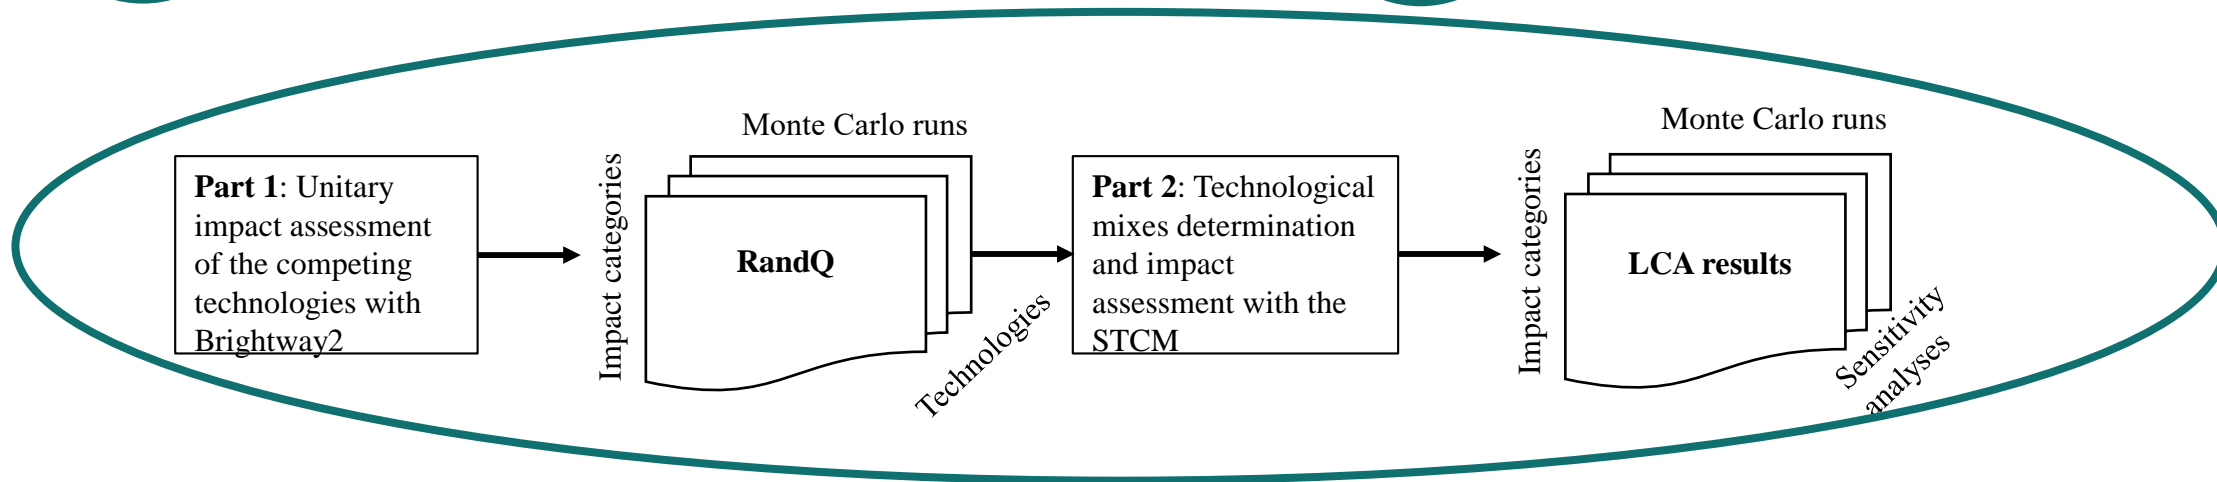 Part 1: Unitary
impact assessment
of the competing
technologies with
Brightway2
Monte Carlo runs
Impact categories
RandQ
Technologies
Part 2: Technological
mixes determination
and impact
assessment with the
STCM
Monte Carlo runs
Impact categories
LCA results
Sensitivity
analyses